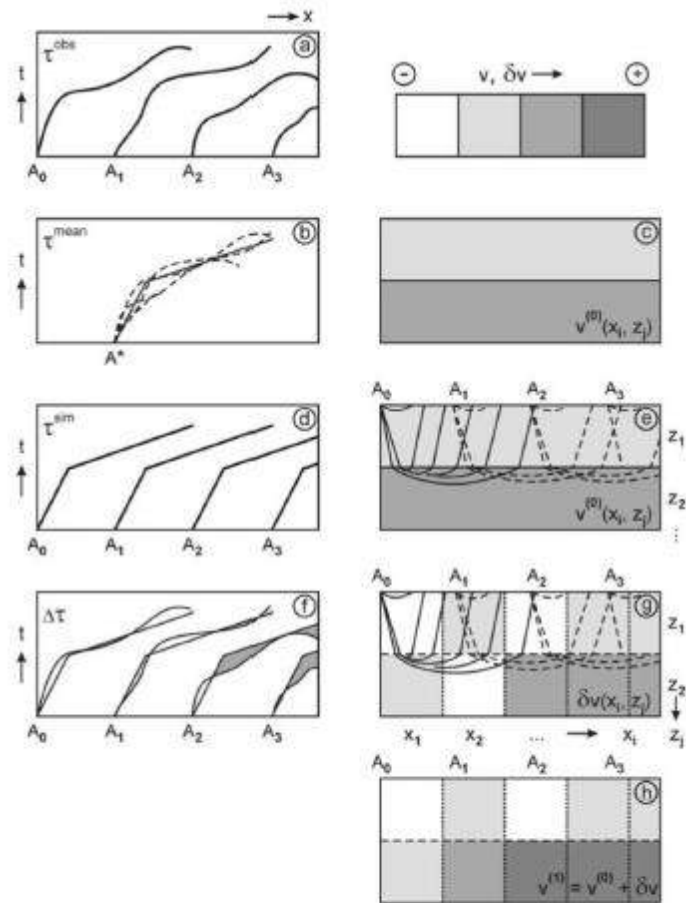 → x
τ^obs
a
t
A₀ A₁ A₂ A₃
− v, δv → +
τ^mean
b
t
A*
c
v^(0)(x_i, z_j)
τ^sim
d
t
A₀ A₁ A₂ A₃
A₀ A₁ A₂ A₃
e
z₁
z₂
v^(0)(x_i, z_j)
⋮
Δτ
f
t
A₀ A₁ A₂ A₃
A₀ A₁ A₂ A₃
g
z₁
z₂
δv(x_i, z_j)
x₁ x₂ ... → x_i z_j
A₀ A₁ A₂ A₃
h
v^(1) = v^(0) + δv